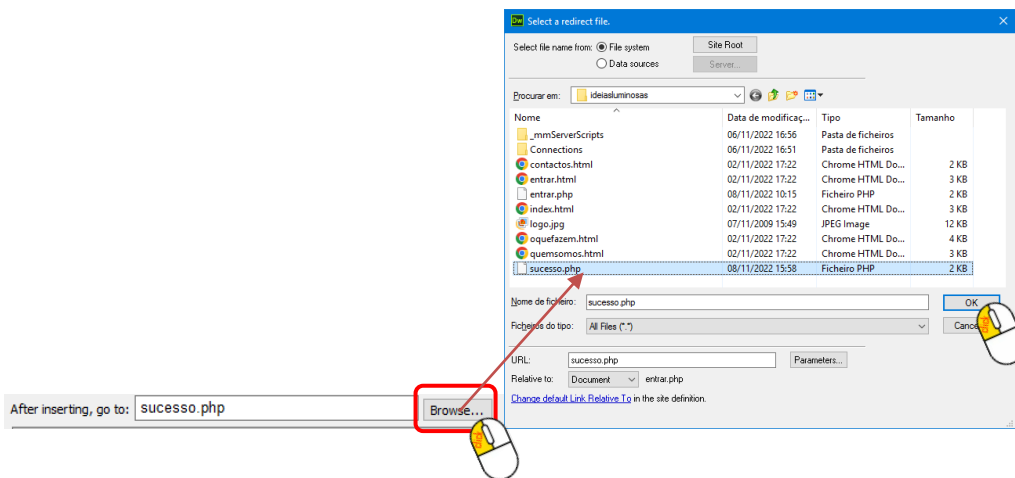 Dw Select a redirect file.
Select file name from: File system Site Root
Data sources Server...
Procurar em: ideiasluminosas
Nome Data de modificaç... Tipo Tamanho
_mmServerScripts 06/11/2022 16:56 Pasta de ficheiros
Connections 06/11/2022 16:51 Pasta de ficheiros
contactos.html 02/11/2022 17:22 Chrome HTML Do... 2 KB
entrar.html 02/11/2022 17:22 Chrome HTML Do... 3 KB
entrar.php 08/11/2022 10:15 Ficheiro PHP 2 KB
index.html 02/11/2022 17:22 Chrome HTML Do... 3 KB
logo.jpg 07/11/2009 15:49 JPEG Image 12 KB
oquefazem.html 02/11/2022 17:22 Chrome HTML Do... 4 KB
quemsomos.html 02/11/2022 17:22 Chrome HTML Do... 3 KB
sucesso.php 08/11/2022 15:58 Ficheiro PHP 2 KB
Nome de ficheiro: sucesso.php OK
Ficheiros do tipo: All Files (*.*) Cance
click
URL: sucesso.php Parameters...
Relative to: Document entrar.php
Change default Link Relative To in the site definition.
After inserting, go to: sucesso.php Browse...
click